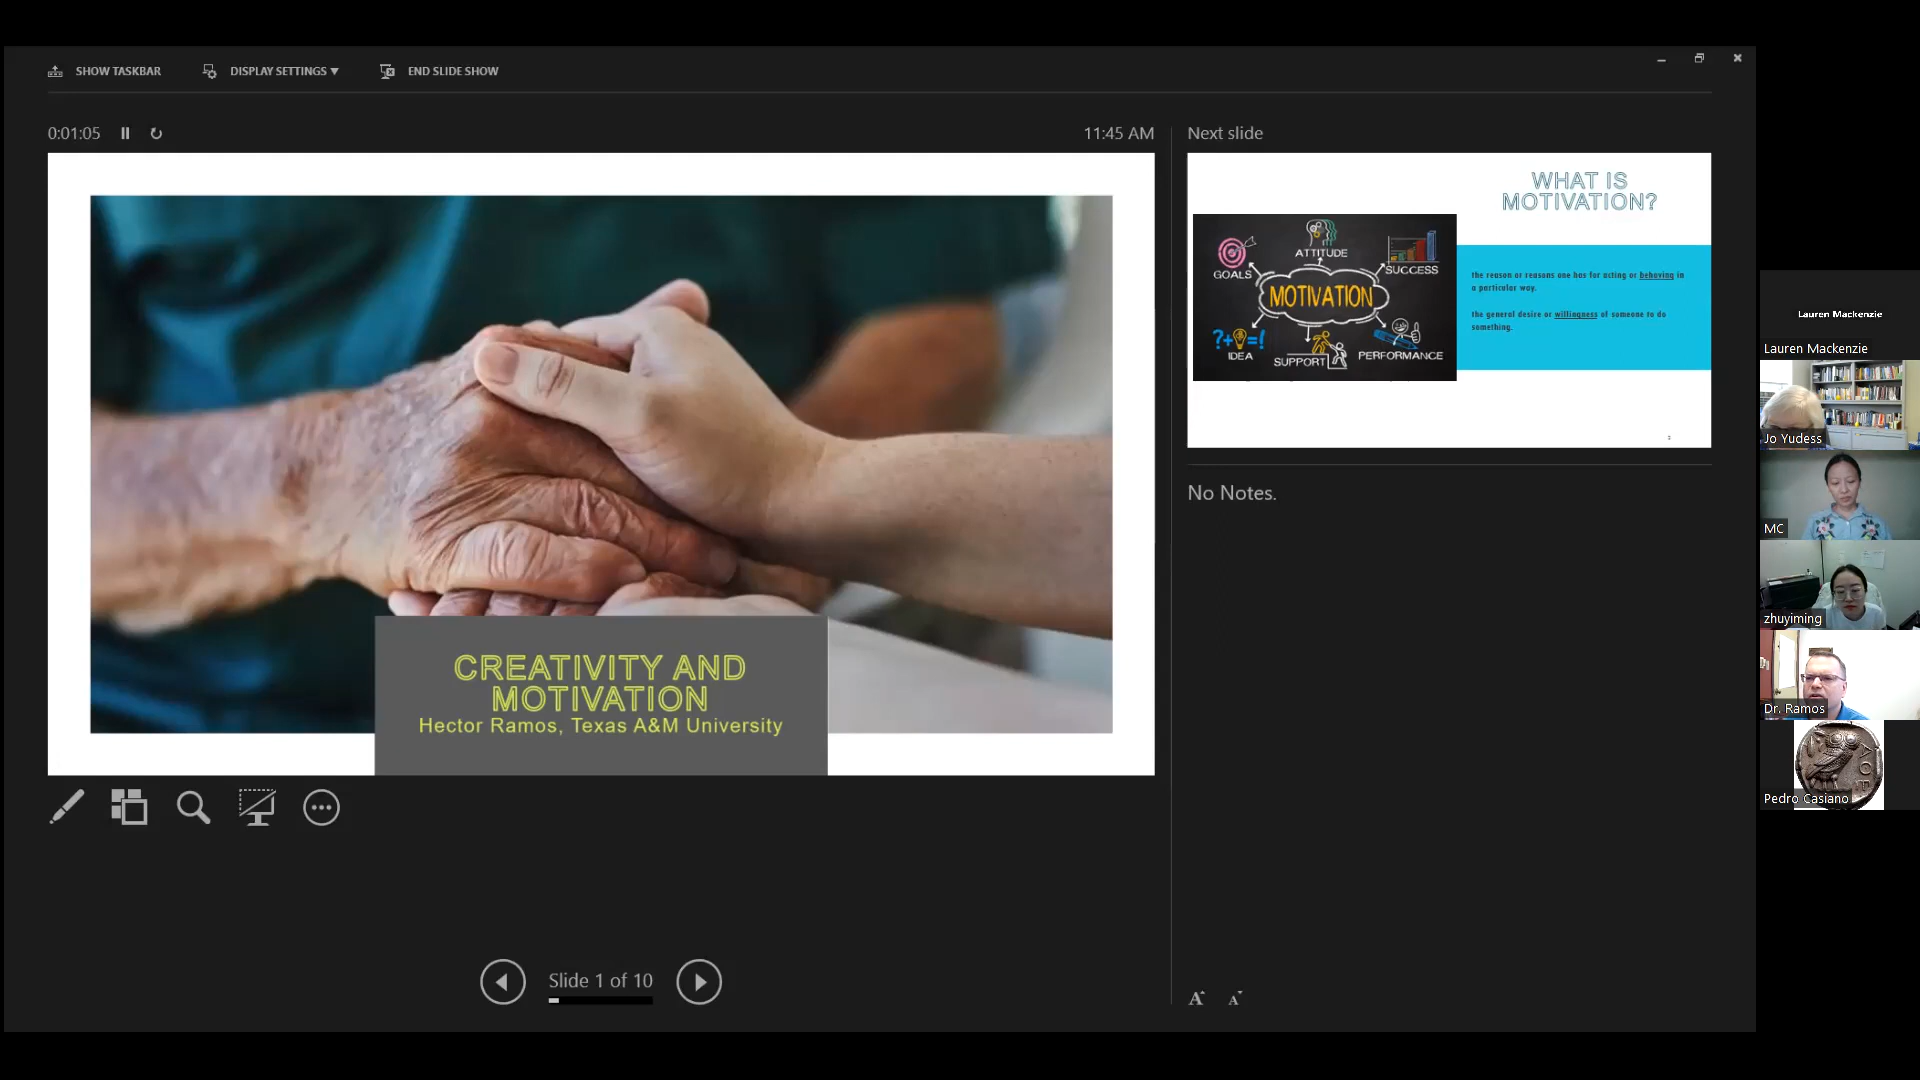 SHOW TASKBAR
DISPLAY SETTINGS ▼
END SLIDE SHOW
0:01:05
11:45 AM
CREATIVITY AND
MOTIVATION
Hector Ramos, Texas A&M University
Slide 1 of 10
Next slide
WHAT IS
MOTIVATION?
ATTITUDE
GOALS
SUCCESS
MOTIVATION
?+ =!
IDEA
SUPPORT
PERFORMANCE
the reason or reasons one has for acting or behaving in
a particular way.
the general desire or willingness of someone to do
something.
No Notes.
A A
Lauren Mackenzie
Lauren Mackenzie
Jo Yudess
MC
zhuyiming
Dr. Ramos
Pedro Casiano